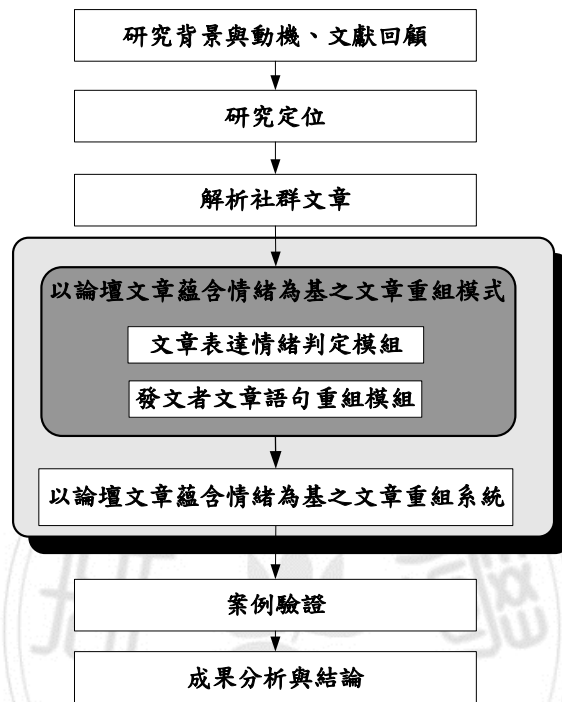 研究背景與動機、文獻回顧
研究定位
解析社群文章
以論壇文章蘊含情緒為基之文章重組模式
文章表達情緒判定模組
發文者文章語句重組模組
以論壇文章蘊含情緒為基之文章重組系統
案例驗證
成果分析與結論